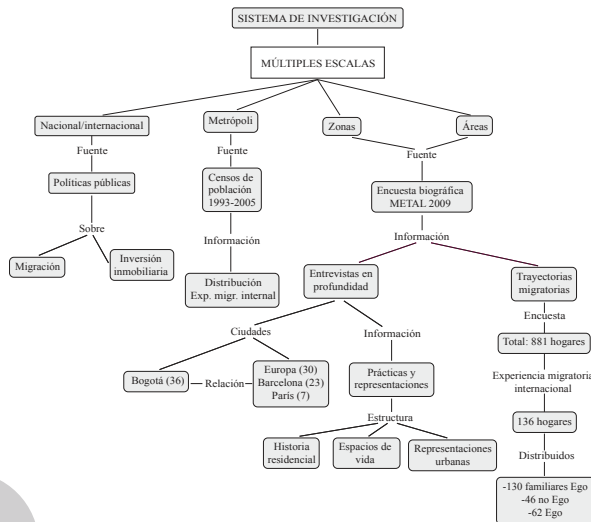 SISTEMA DE INVESTIGACIÓN
MÚLTIPLES ESCALAS
Nacional/internacional
Metrópoli
Zonas
Áreas
Fuente
Fuente
Fuente
Políticas públicas
Censos de
población
1993-2005
Encuesta biográfica
METAL 2009
Sobre
Información
Información
Migración
Inversión
inmobiliaria
Distribución
Exp. migr. internal
Entrevistas en
profundidad
Trayectorias
migratorias
Ciudades
Información
Encuesta
Total: 881 hogares
Bogotá (36)
Relación
Europa (30)
Barcelona (23)
París (7)
Prácticas y
representaciones
Experiencia migratoria
internacional
Estructura
136 hogares
Historia
residencial
Espacios de
vida
Representaciones
urbanas
Distribuidos
-130 familiares Ego
-46 no Ego
-62 Ego